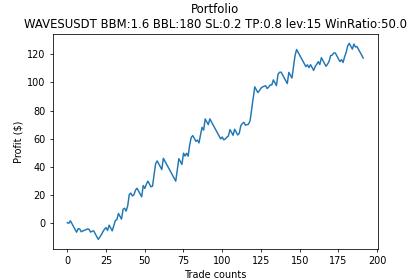 Portfolio
WAVESUSDT BBM:1.6 BBL:180 SL:0.2 TP:0.8 lev:15 WinRatio:50.0
Profit ($)
120
100
80
60
40
20
0
0 25 50 75 100 125 150 175 200
Trade counts